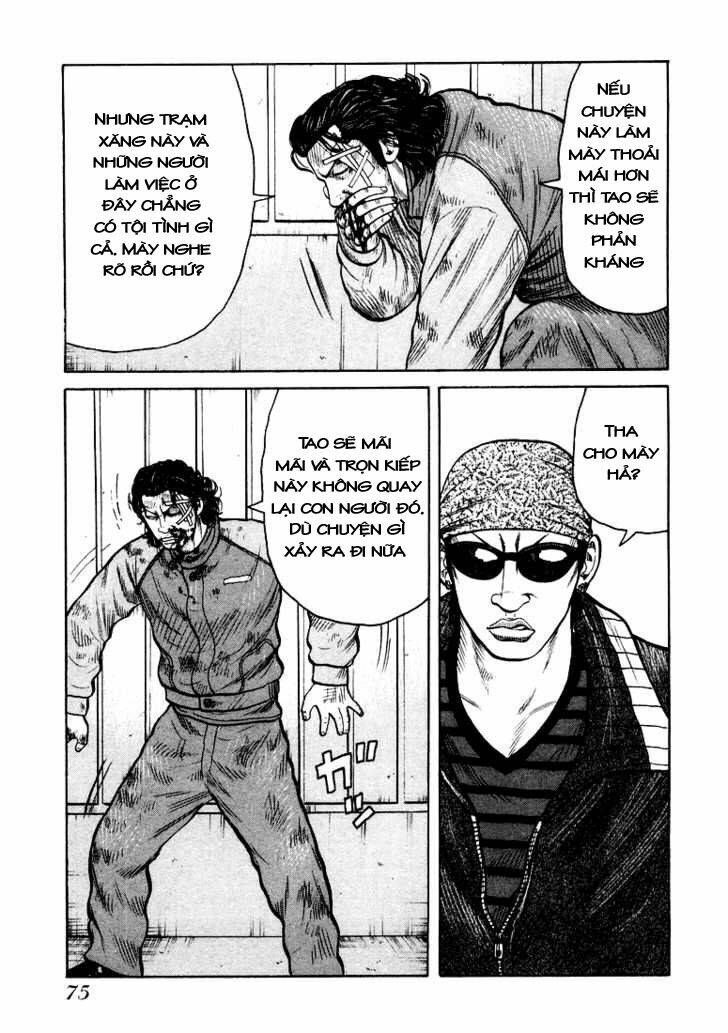 NẾU
CHUYỆN
NÀY LÀM
MÀY THOẢI
MÁI HƠN
THÌ TAO SẼ
KHÔNG
PHẢN
KHÁNG
NHƯNG TRẠM
XĂNG NÀY VÀ
NHỮNG NGƯỜI
LÀM VIỆC Ở
ĐÂY CHẲNG
CÓ TỘI TÌNH GÌ
CẢ. MÀY NGHE
RÕ RỒI CHỨ?
THA
CHO MÀY
HẢ?
TAO SẼ MÃI
MÃI VÀ TRỌN KIẾP
NÀY KHÔNG QUAY
LẠI CON NGƯỜI ĐÓ.
DÙ CHUYỆN GÌ
XẢY RA ĐI NỮA
ガッ
75